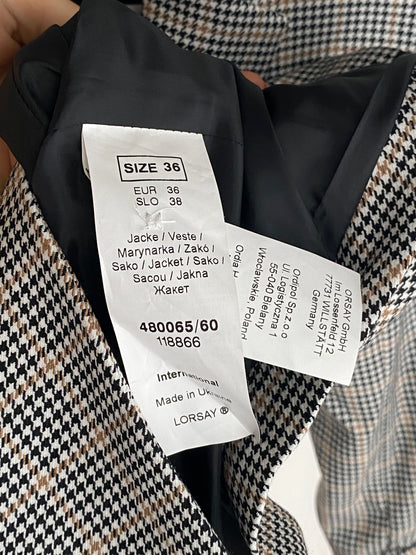 SIZE 36
EUR 36
SLO 38
Jacke / Veste /
Marynarka / Zakó /
Sako / Jacket / Sako /
Sacou / Jakna
Жакет
480065/60
118866
International
Made in Ukraine
LORSAY ®
ORSAY GmbH
im Lossenfeld 12
77731 WILLSTÄTT
Germany
Ordipol Sp.z o.o
Ul. Logistyczna 1
55-040 Bielany
Wrocławskie Poland